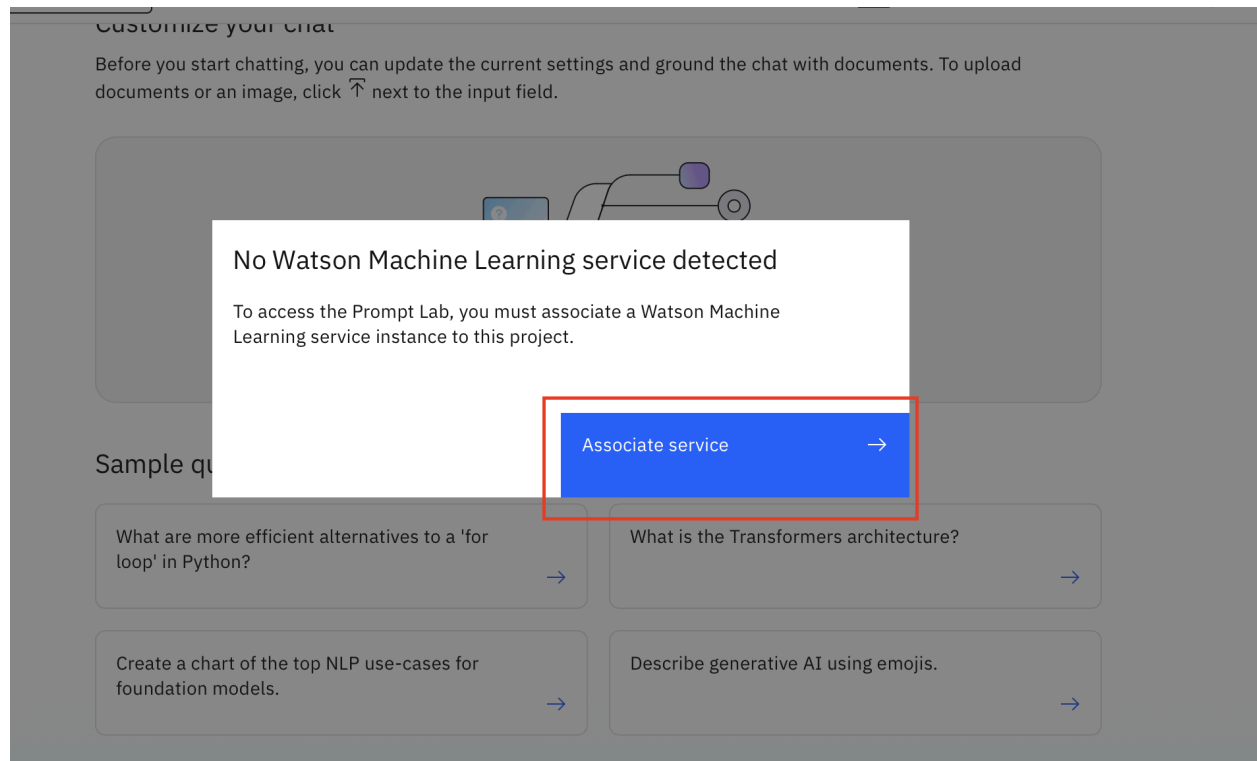 Customize your chat
Before you start chatting, you can update the current settings and ground the chat with documents. To upload
documents or an image, click next to the input field.
No Watson Machine Learning service detected
To access the Prompt Lab, you must associate a Watson Machine
Learning service instance to this project.
Associate service
Sample
What are more efficient alternatives to a 'for
loop' in Python?
What is the Transformers architecture?
Create a chart of the top NLP use-cases for
foundation models.
Describe generative AI using emojis.